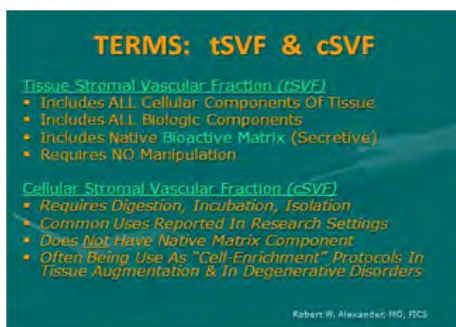 TERMS: tSVF & cSVF
Tissue Stromal Vascular Fraction (tSVF)
▪ Includes ALL Cellular Components Of Tissue
▪ Includes ALL Biologic Components
▪ Includes Native Bioactive Matrix (Secretive)
▪ Requires NO Manipulation
Cellular Stromal Vascular Fraction (cSVF)
▪ Requires Digestion, Incubation, Isolation
▪ Common Uses Reported In Research Settings
▪ Does Not Have Native Matrix Component
▪ Often Being Use As "Cell-Enrichment" Protocols In
Tissue Augmentation & In Degenerative Disorders
Robert W. Alexander, MD, FICS